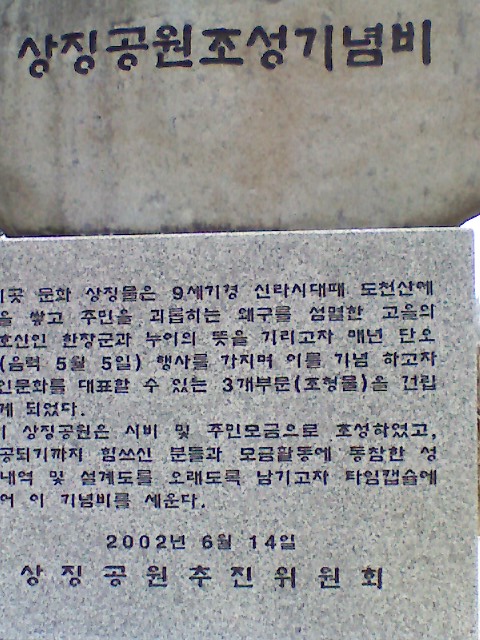 상징공원조성기념비
곳 문화 상징물은 9세기경 신라시대때 도천산에
을 쌓고 주민을 괴롭히는 왜구를 섬멸한 고을의
호신인 한장군과 누이의 뜻을 기리고자 매년 단오
(음력 5월 5일) 행사를 가지며 이를 기념 하고자
인문화를 대표할 수 있는 3개부문(조형물)을 건립
게 되었다.
상징공원은 시비 및 주민모금으로 조성하였고,
공되기까지 힘쓰신 분들과 모금활동에 동참한 성
내역 및 설계도를 오래도록 남기고자 타임캡슐에
어 이 기념비를 세운다.
2002년 6월 14일
상징공원추진위원회